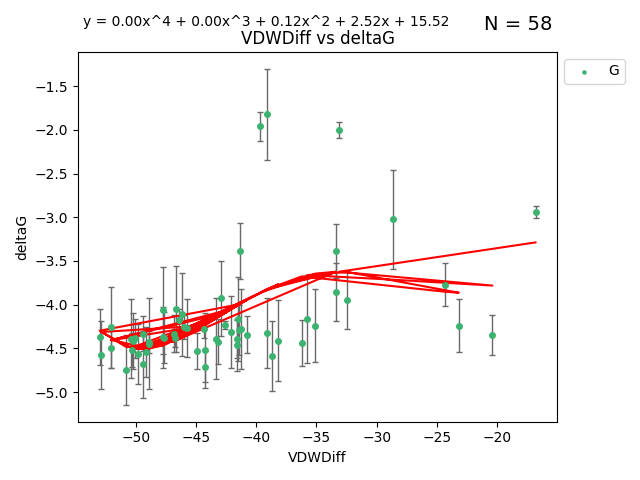 y = 0.00x^4 + 0.00x^3 + 0.12x^2 + 2.52x + 15.52
N = 58
VDWDiff vs deltaG
G
−1.5
−2.0
−2.5
−3.0
−3.5
−4.0
−4.5
−5.0
deltaG
−50 −45 −40 −35 −30 −25 −20
VDWDiff